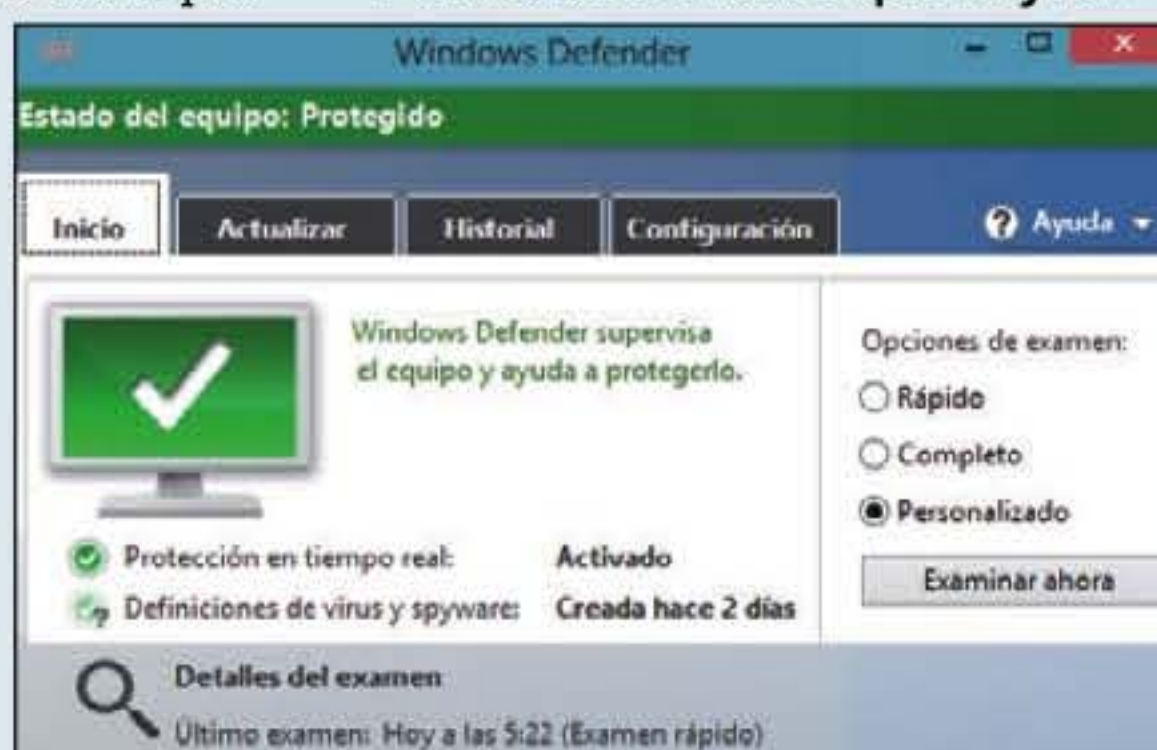 Windows Defender
Estado del equipo: Protegido
Inicio Actualizar Historial Configuración Ayuda
Windows Defender supervisa
el equipo y ayuda a protegerlo.
Opciones de examen:
Rápido
Completo
Personalizado
Examinar ahora
Protección en tiempo real: Activado
Definiciones de virus y spyware: Creada hace 2 días
Detalles del examen
Último examen: Hoy a las 5:22 (Examen rápido)